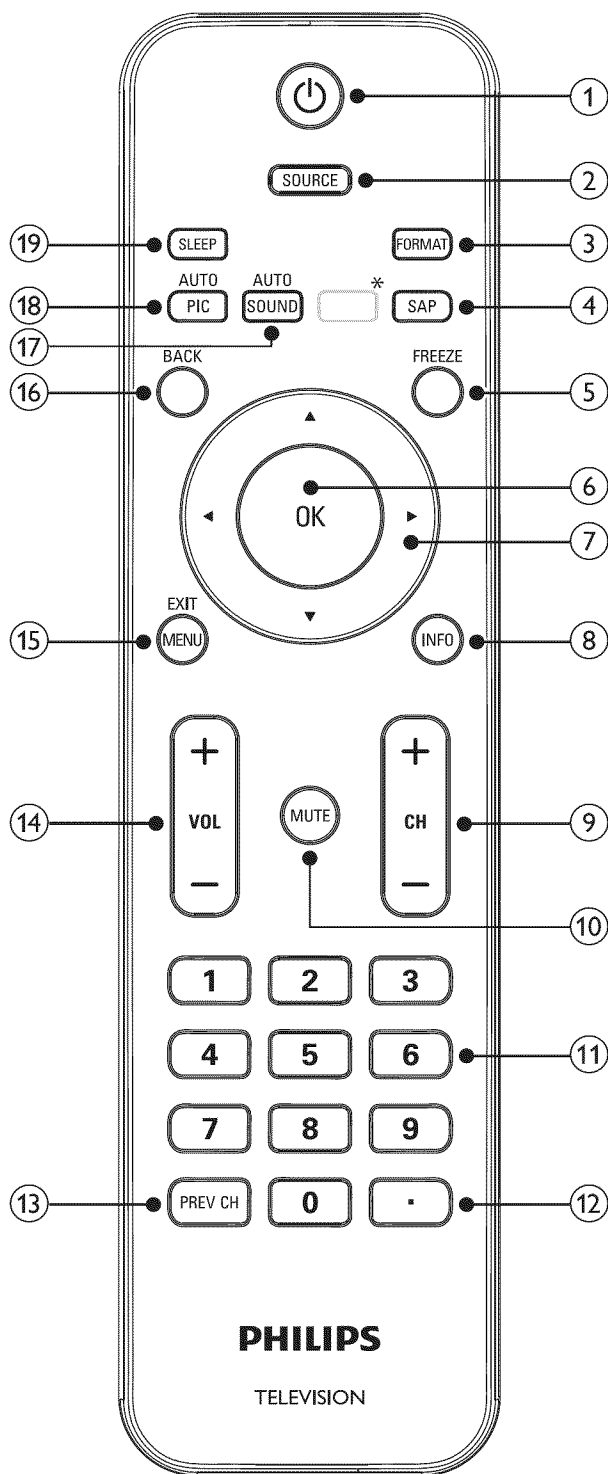 1
SOURCE
2
19
SLEEP
FORMAT
3
AUTO
AUTO
*
18
PIC
SOUND
SAP
4
17
BACK
FREEZE
16
5
OK
6
7
EXIT
15
MENU
INFO
8
+
+
14
VOL
MUTE
CH
9
–
–
10
1 2 3
4 5 6
11
7 8 9
13
PREV CH
0
.
12
PHILIPS
TELEVISION